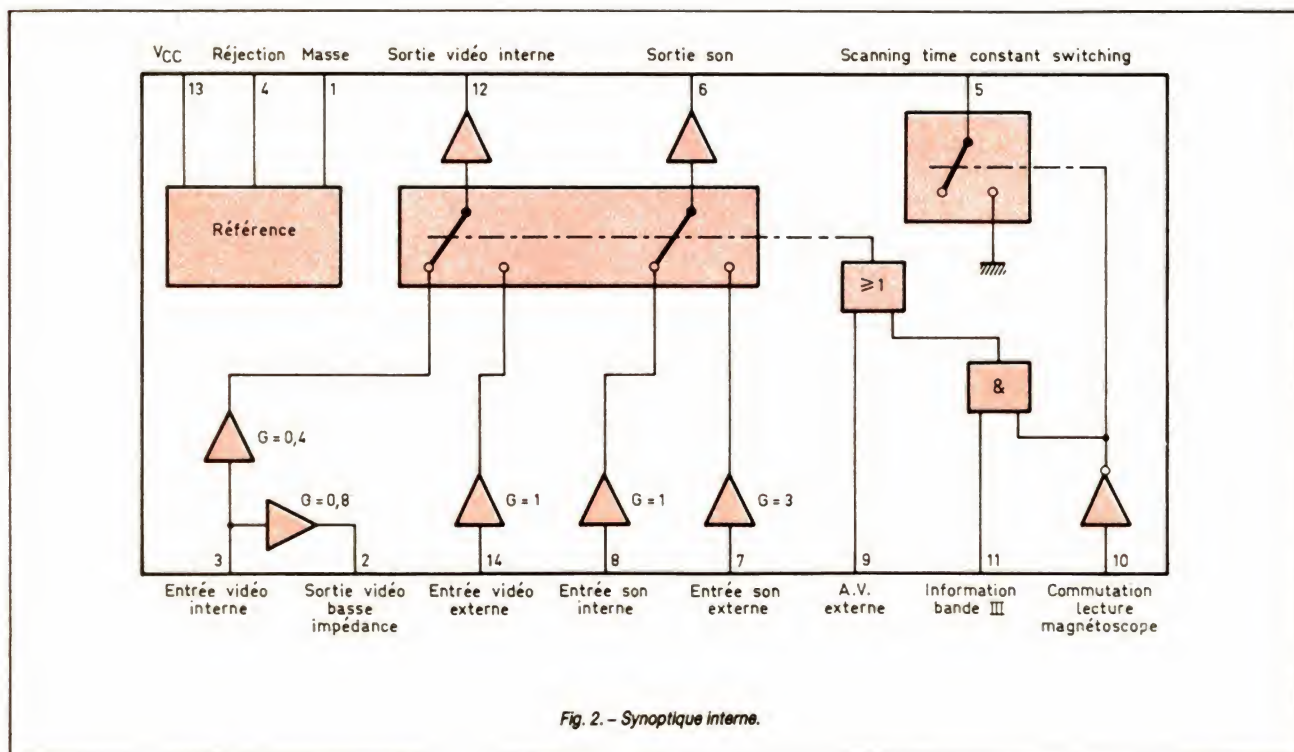 VCC Réjection Masse Sortie vidéo interne Sortie son Scanning time constant switching
13 4 1 12 6 5
Référence
≥1
&
G = 0,4
G = 0,8
G = 1
G = 1
G = 3
3 2 14 8 7 9 11 10
Entrée vidéo
interne
Sortie vidéo
basse
impédance
Entrée vidéo
externe
Entrée son
interne
Entrée son
externe
A.V.
externe
Information
bande III
Commutation
lecture
magnétoscope
Fig. 2. – Synoptique interne.